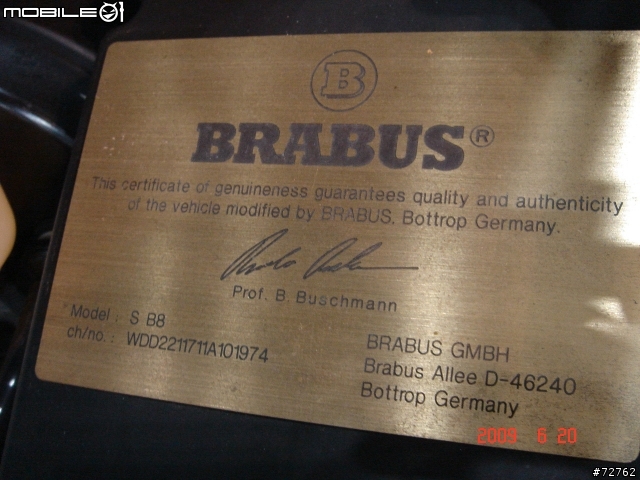 MOBILE01
B
BRABUS®
This certificate of genuineness guarantees quality and authenticity
of the vehicle modified by BRABUS, Bottrop Germany.
Prof. B. Buschmann
Model : S B8
ch/no. : WDD2211711A101974
BRABUS GMBH
Brabus Allee D-46240
Bottrop Germany
2009 6 20
#72762